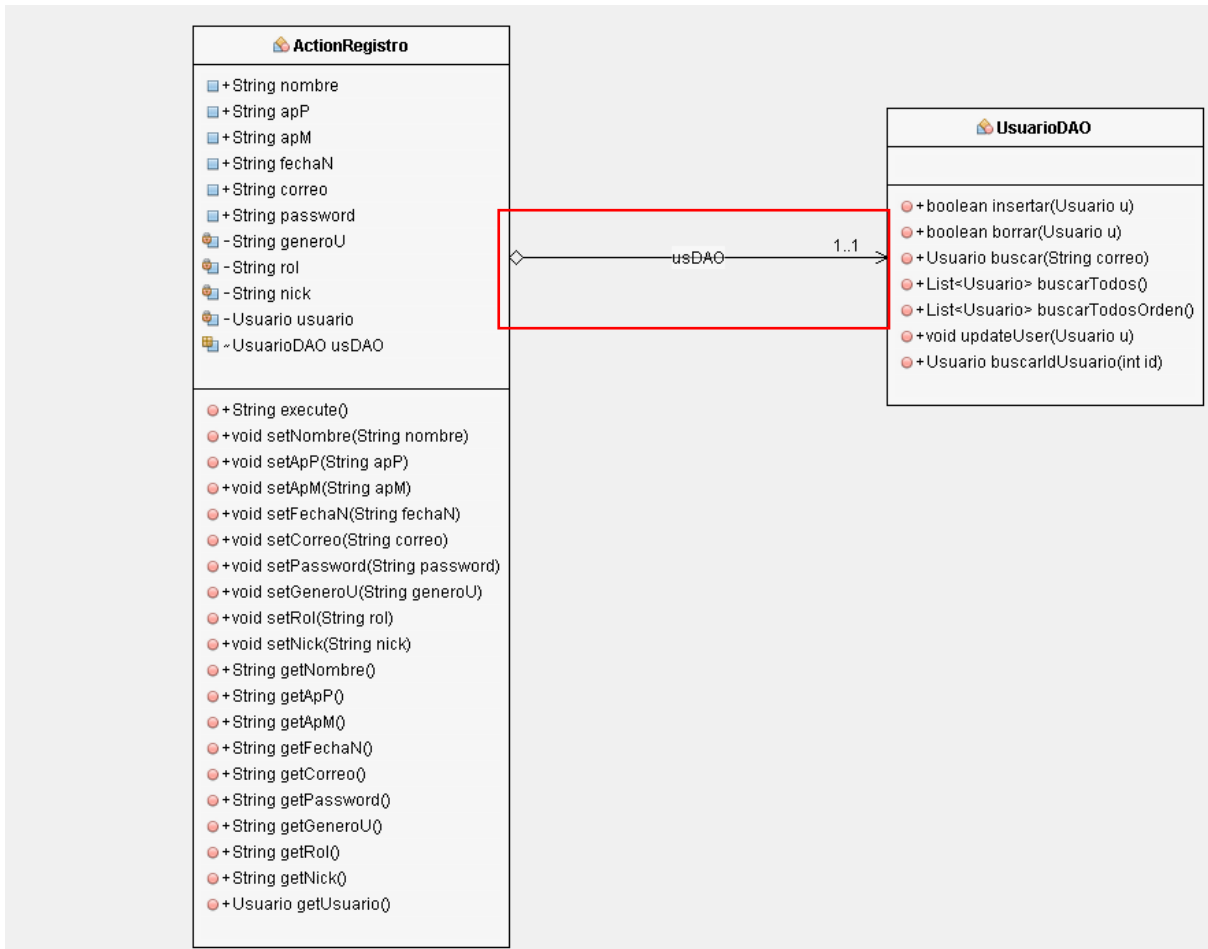 ActionRegistro
+String nombre
+String apP
+String apM
+String fechaN
+String correo
+String password
-String generoU
-String rol
-String nick
-Usuario usuario
~UsuarioDAO usDAO
+String execute()
+void setNombre(String nombre)
+void setApP(String apP)
+void setApM(String apM)
+void setFechaN(String fechaN)
+void setCorreo(String correo)
+void setPassword(String password)
+void setGeneroU(String generoU)
+void setRol(String rol)
+void setNick(String nick)
+String getNombre()
+String getApP()
+String getApM()
+String getFechaN()
+String getCorreo()
+String getPassword()
+String getGeneroU()
+String getRol()
+String getNick()
+Usuario getUsuario()
usDAO
1..1
UsuarioDAO
+boolean insertar(Usuario u)
+boolean borrar(Usuario u)
+Usuario buscar(String correo)
+List<Usuario> buscarTodos()
+List<Usuario> buscarTodosOrden()
+void updateUser(Usuario u)
+Usuario buscarIdUsuario(int id)